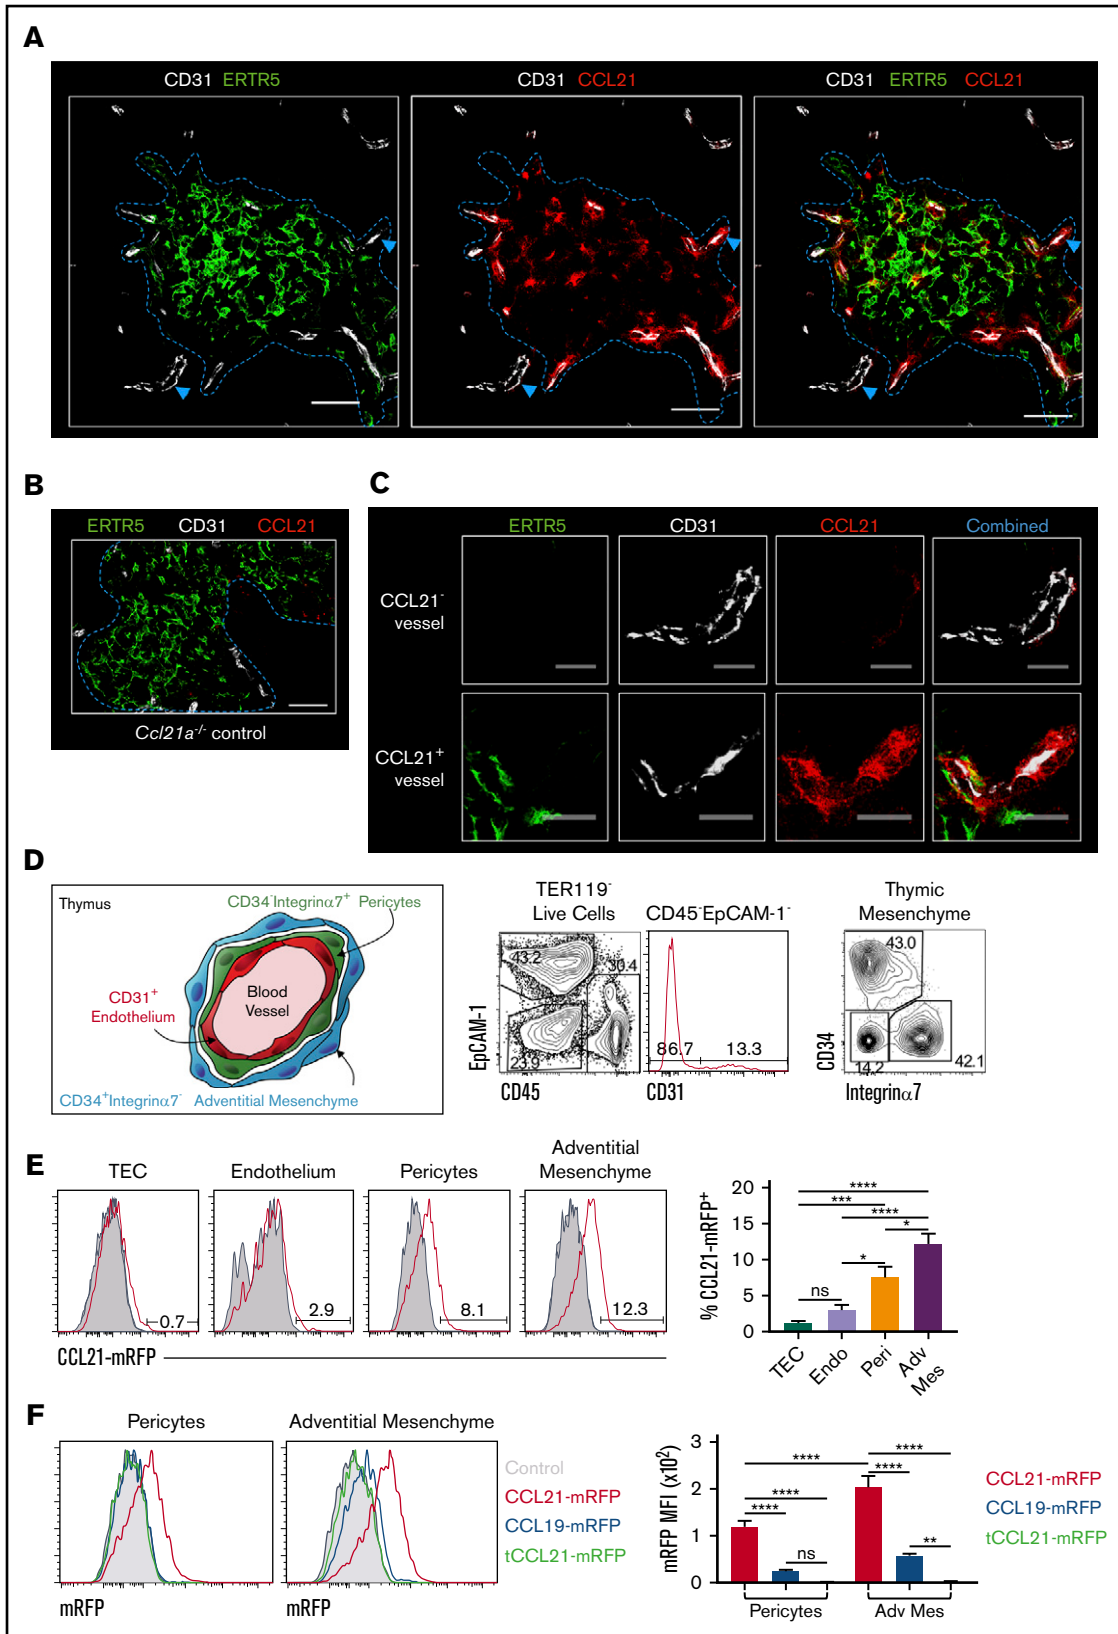 A
CD31 ERTR5
CD31 CCL21
CD31 ERTR5 CCL21
B
ERTR5 CD31 CCL21
Ccl21a-/- control
C
ERTR5 CD31 CCL21 Combined
CCL21-
vessel
CCL21+
vessel
D
Thymus
CD34-Integrinα7+ Pericytes
CD31+
Endothelium
Blood
Vessel
CD34+Integrinα7- Adventitial Mesenchyme
TER119-
Live Cells
43.2
30.4
23.9
EpCAM-1
CD45
CD45-EpCAM-1-
86.7 13.3
CD31
Thymic
Mesenchyme
43.0
14.2
42.1
CD34
Integrinα7
E
TEC
Endothelium
Pericytes
Adventitial
Mesenchyme
0.7
2.9
8.1
12.3
CCL21-mRFP
% CCL21-mRFP+
20
15
10
5
0
****
***
****
*
*
ns
TEC
Endo
Peri
Adv
Mes
F
Pericytes
Adventitial Mesenchyme
mRFP
mRFP
Control
CCL21-mRFP
CCL19-mRFP
tCCL21-mRFP
mRFP MFI (x10²)
3
2
1
0
****
****
****
ns
****
****
**
Pericytes
Adv Mes
CCL21-mRFP
CCL19-mRFP
tCCL21-mRFP